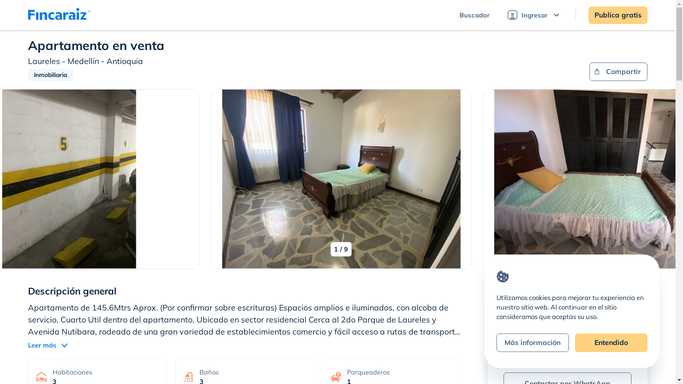 Fincaraiz
Buscador
Ingresar
Publica gratis
Apartamento en venta
Laureles - Medellín - Antioquia
Inmobiliaria
Compartir
5
1 / 9
Descripción general
Apartamento de 145.6Mtrs Aprox. (Por confirmar sobre escrituras) Espacios amplios e iluminados, con alcoba de
servicio, Cuarto Util dentro del apartamento, Ubicado en sector residencial Cerca al 2do Parque de Laureles y
Avenida Nutibara, rodeado de una gran variedad de establecimientos comercio y fácil acceso a rutas de transport...
Leer más
Habitaciones
3
Baños
3
Parqueaderos
1
Utilizamos cookies para mejorar tu experiencia en
nuestro sitio web. Al continuar en el sitio
consideramos que aceptas su uso.
Más información
Entendido
Contactar por WhatsApp